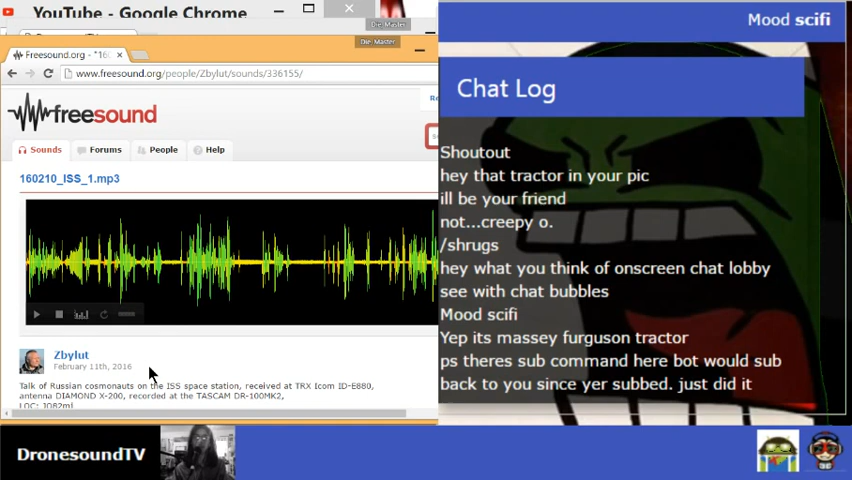 YouTube - Google Chrome
Die-Master
Die-Master
Freesound.org - "160
www.freesound.org/people/Zbylut/sounds/336155/
freesound
Sounds
Forums
People
Help
160210_ISS_1.mp3
Zbylut
February 11th, 2016
Talk of Russian cosmonauts on the ISS space station, received at TRX Icom ID-E880,
antenna DIAMOND X-200, recorded at the TASCAM DR-100MK2,
LOC: JO82mj
Mood scifi
Chat Log
Shoutout
hey that tractor in your pic
ill be your friend
not...creepy o.
/shrugs
hey what you think of onscreen chat lobby
see with chat bubbles
Mood scifi
Yep its massey furguson tractor
ps theres sub command here bot would sub
back to you since yer subbed. just did it
DronesoundTV